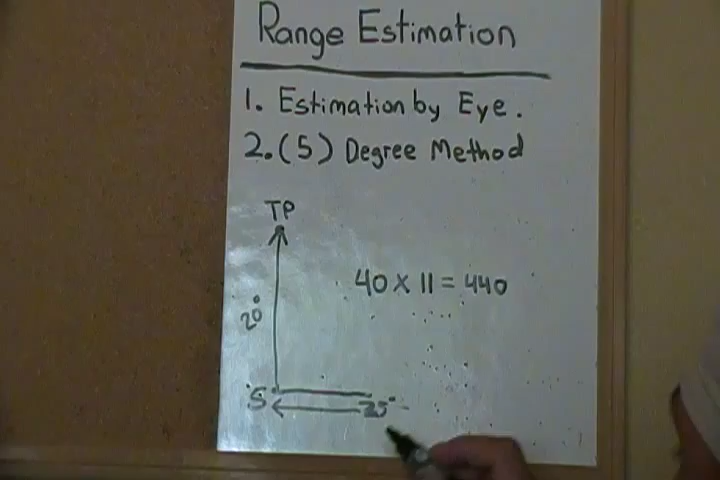 Range Estimation
1. Estimation by Eye.
2. (5) Degree Method
TP
40 x 11 = 440
20°
S
25°